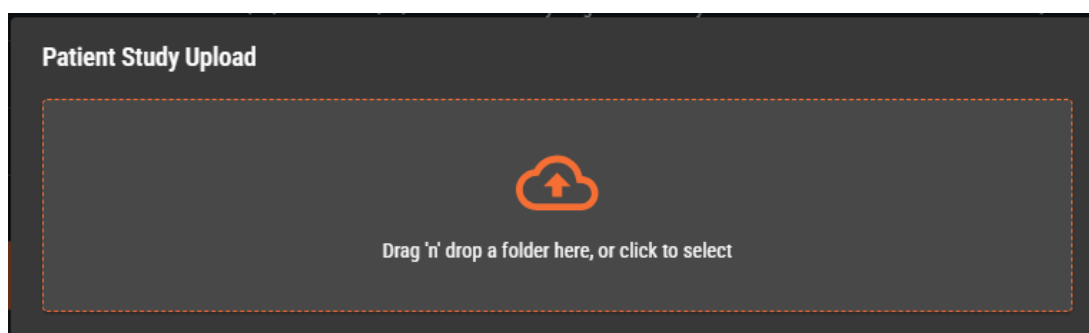 Patient Study Upload
Drag 'n' drop a folder here, or click to select